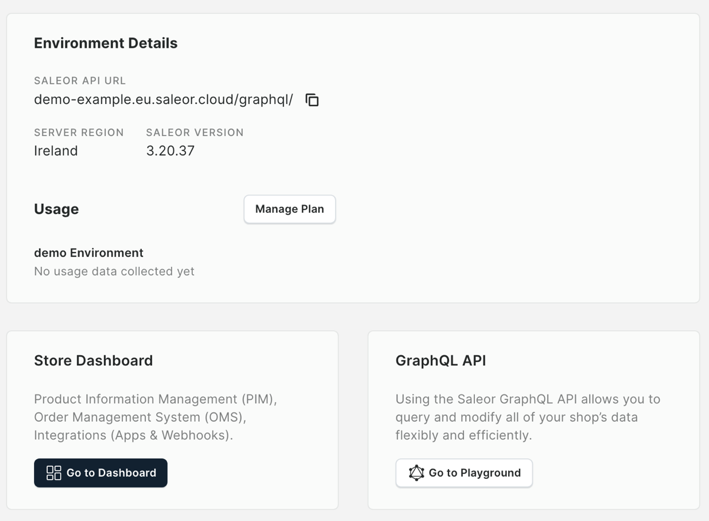 Environment Details
SALEOR API URL
demo-example.eu.saleor.cloud/graphql/
SERVER REGION
SALEOR VERSION
Ireland
3.20.37
Usage
Manage Plan
demo Environment
No usage data collected yet
Store Dashboard
Product Information Management (PIM),
Order Management System (OMS),
Integrations (Apps & Webhooks).
Go to Dashboard
GraphQL API
Using the Saleor GraphQL API allows you to
query and modify all of your shop’s data
flexibly and efficiently.
Go to Playground